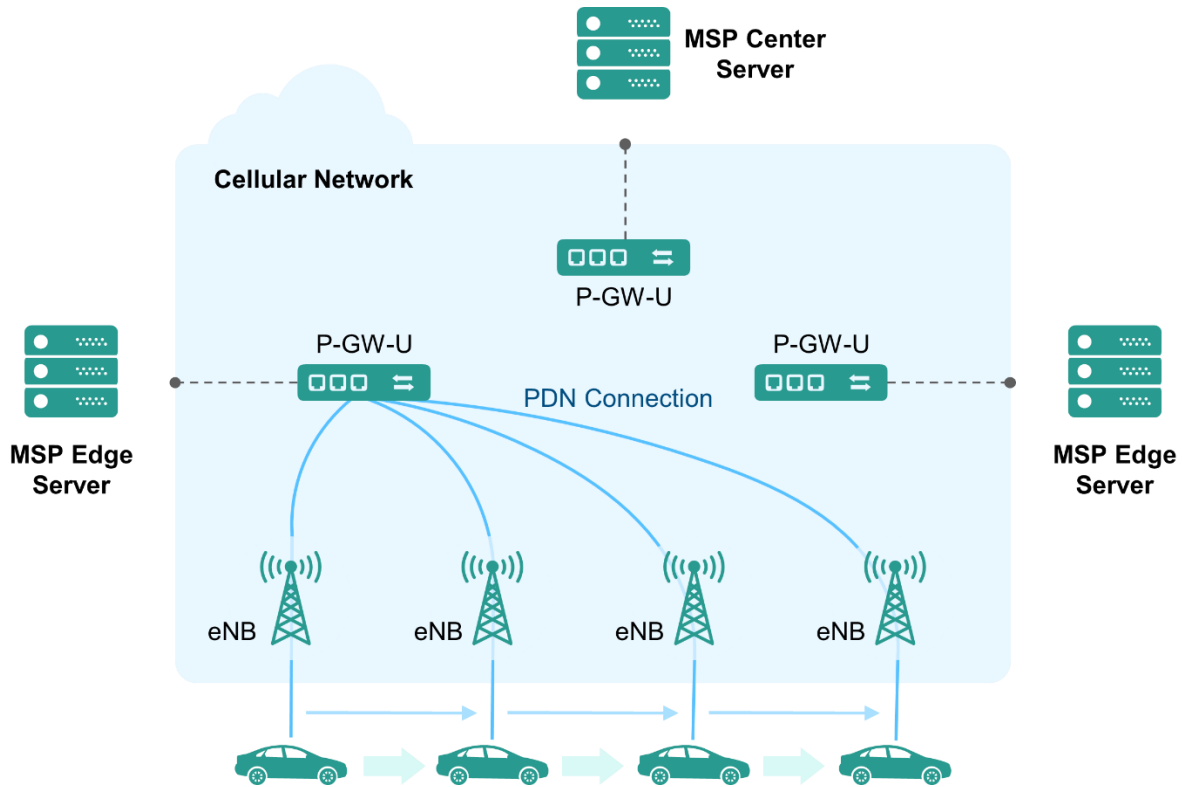 MSP Center
Server
Cellular Network
P-GW-U
P-GW-U
P-GW-U
PDN Connection
MSP Edge
Server
MSP Edge
Server
eNB
eNB
eNB
eNB